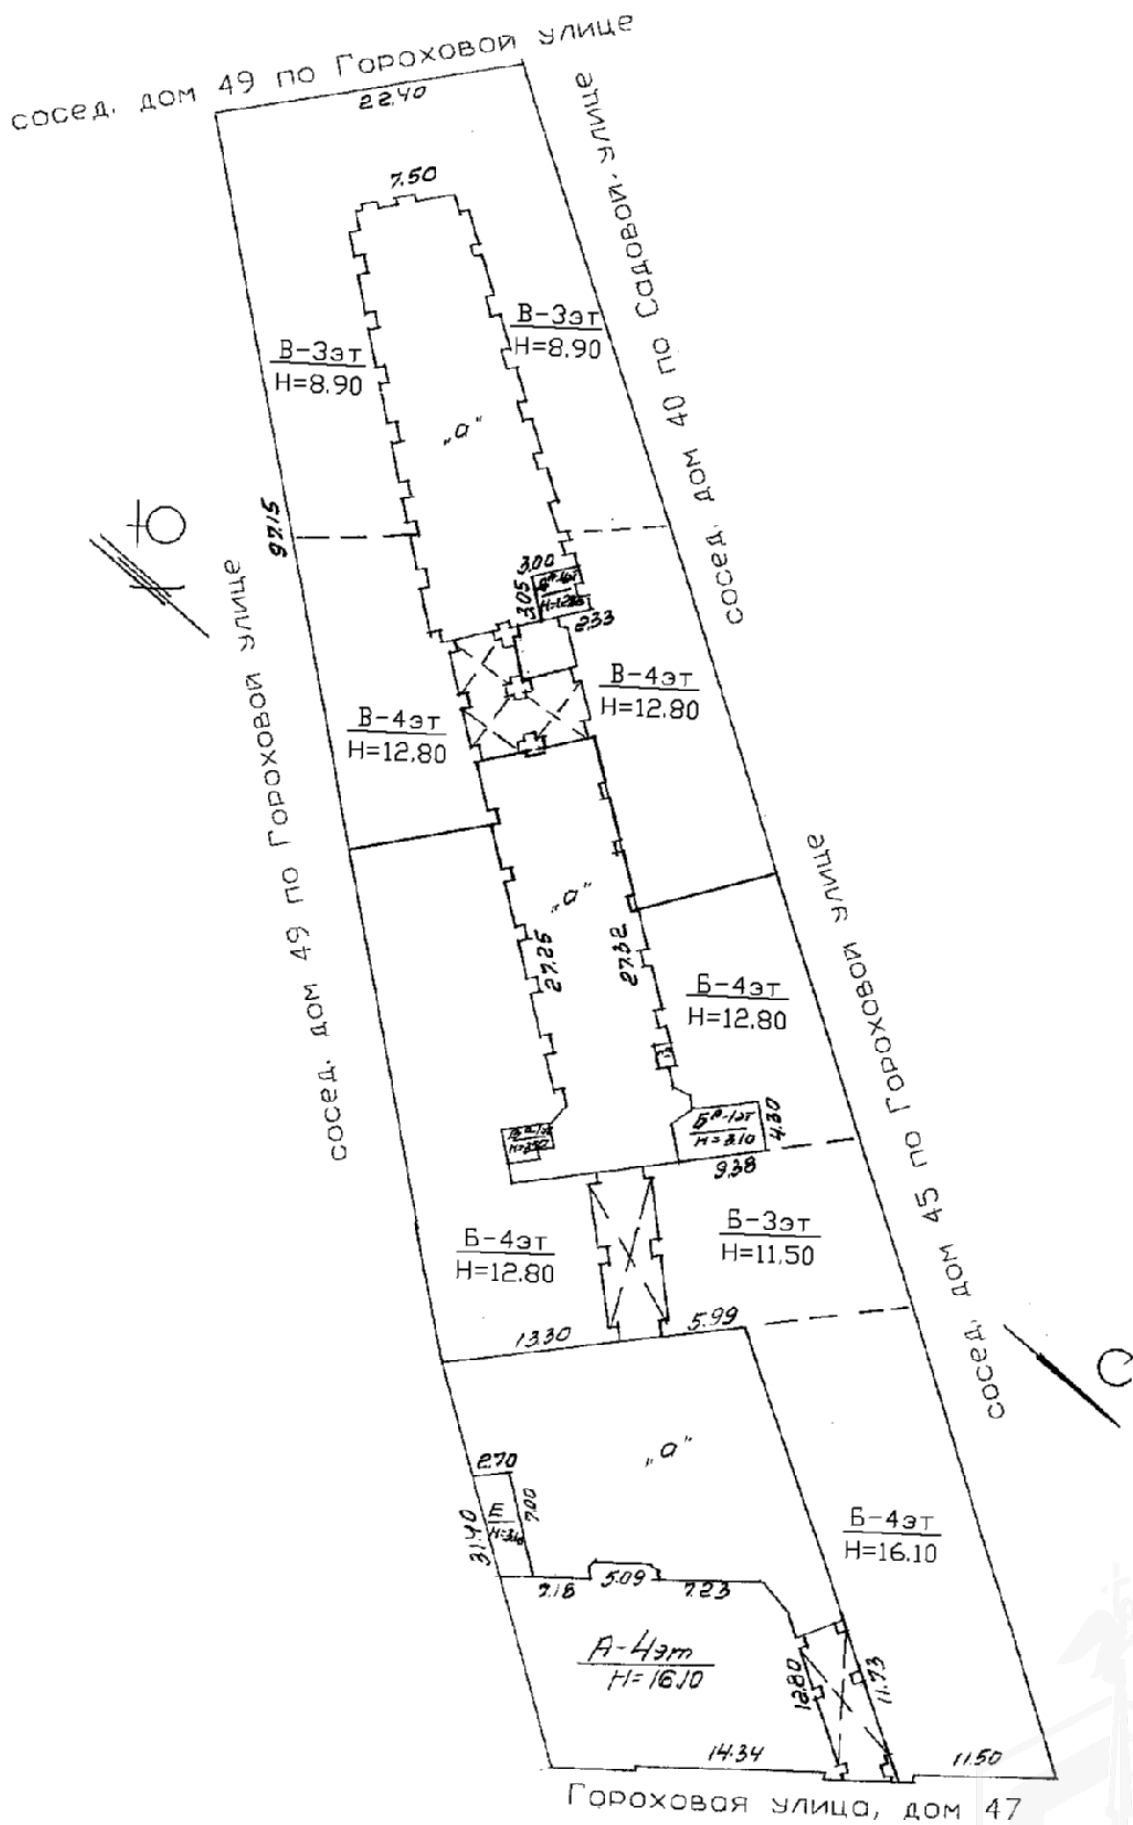 сосед. дом 49 по Гороховой улице
22.40
сосед. дом 40 по Садовой улице
7.50
В-3эт
Н=8.90
В-3эт
Н=8.90
„а"
97.15
Ю
3.00
3.05
2.33
В-4эт
Н=12.80
В-4эт
Н=12.80
сосед. дом 49 по Гороховой улице
„а"
27.25
27.32
Б-4эт
Н=12.80
сосед. дом 45 по Гороховой улице
Бᵃ-1эт
Н=3.10
4.30
9.38
Б-4эт
Н=12.80
Б-3эт
Н=11.50
13.30
5.99
С
„а"
2.70
7.00
Е
31.40
Б-4эт
Н=16.10
7.18
5.09
7.23
А-4эт
Н=16.10
12.80
11.73
14.34
11.50
Гороховая улица, дом 47